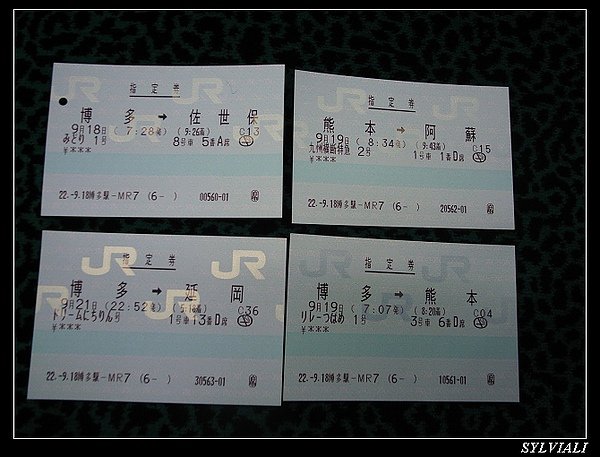 指定券
博多 → 佐世保
9月18日 (7:28発) (9:26着) C13
みどり 1号 8号車 5番A席
￥***
22.-9.18博多駅-MR7 (6- ) 00560-01
指定券
熊本 → 阿蘇
9月19日 (8:34発) (9:43着) C15
九州横断特急 2号 1号車 1番D席
￥***
22.-9.18博多駅-MR7 (6- ) 20562-01
指定券
博多 → 延岡
9月21日 (22:52発) C36
ドリームにちりん号 1号車13番D席
￥***
22.-9.18博多駅-MR7 (6- ) 30563-01
指定券
博多 → 熊本
9月19日 (7:07発) (8:20着) C04
リレーつばめ 1号 3号車 6番D席
￥***
22.-9.18博多駅-MR7 (6- ) 10561-01
SYLVIALI